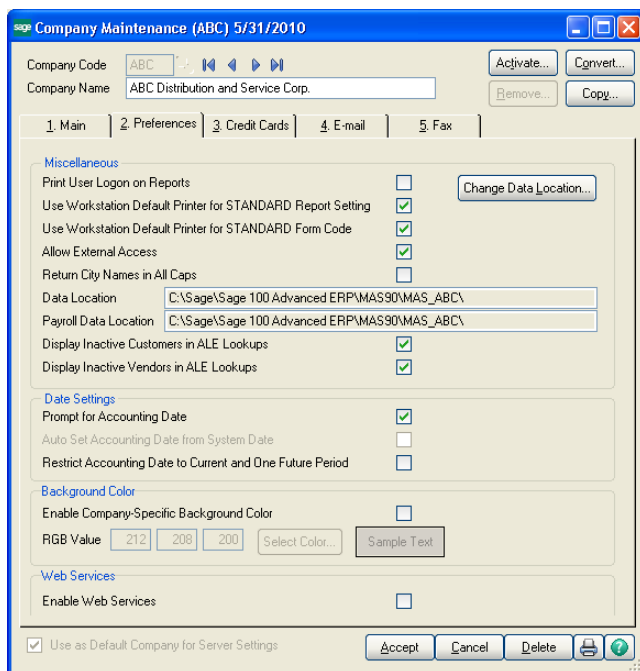 sage Company Maintenance (ABC) 5/31/2010
Company Code ABC Activate... Convert...
Company Name ABC Distribution and Service Corp. Remove... Copy...
1. Main 2. Preferences 3. Credit Cards 4. E-mail 5. Fax
Miscellaneous
Print User Logon on Reports Change Data Location...
Use Workstation Default Printer for STANDARD Report Setting
Use Workstation Default Printer for STANDARD Form Code
Allow External Access
Return City Names in All Caps
Data Location C:\Sage\Sage 100 Advanced ERP\MAS90\MAS_ABC\
Payroll Data Location C:\Sage\Sage 100 Advanced ERP\MAS90\MAS_ABC\
Display Inactive Customers in ALE Lookups
Display Inactive Vendors in ALE Lookups
Date Settings
Prompt for Accounting Date
Auto Set Accounting Date from System Date
Restrict Accounting Date to Current and One Future Period
Background Color
Enable Company-Specific Background Color
RGB Value 212 208 200 Select Color... Sample Text
Web Services
Enable Web Services
Use as Default Company for Server Settings Accept Cancel Delete